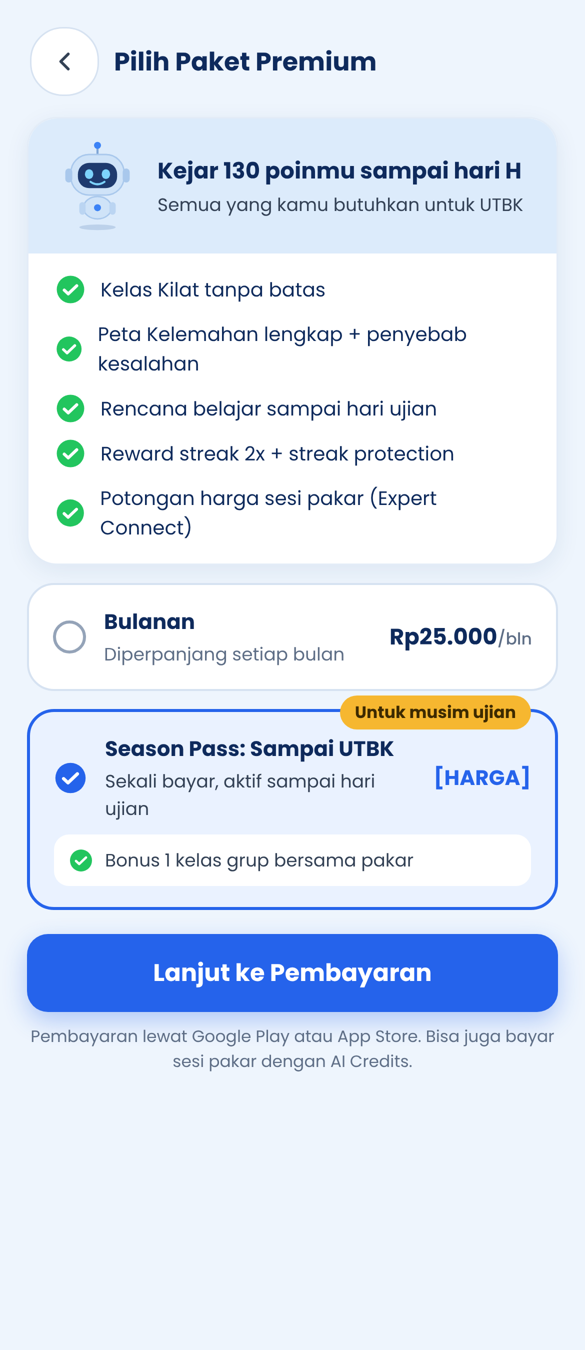 Pilih Paket Premium
Kejar 130 poinmu sampai hari H
Semua yang kamu butuhkan untuk UTBK
Kelas Kilat tanpa batas
Peta Kelemahan lengkap + penyebab
kesalahan
Rencana belajar sampai hari ujian
Reward streak 2x + streak protection
Potongan harga sesi pakar (Expert
Connect)
Bulanan
Diperpanjang setiap bulan
Rp25.000/bln
Untuk musim ujian
Season Pass: Sampai UTBK
Sekali bayar, aktif sampai hari
ujian
[HARGA]
Bonus 1 kelas grup bersama pakar
Lanjut ke Pembayaran
Pembayaran lewat Google Play atau App Store. Bisa juga bayar
sesi pakar dengan AI Credits.